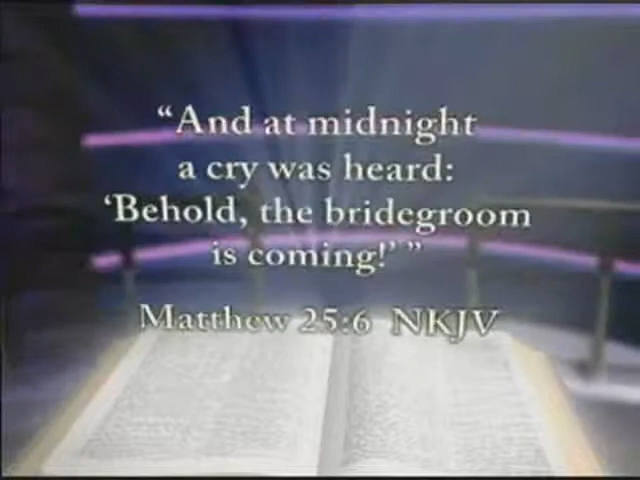 “And at midnight
a cry was heard:
‘Behold, the bridegroom
is coming!’ ”
Matthew 25:6 NKJV